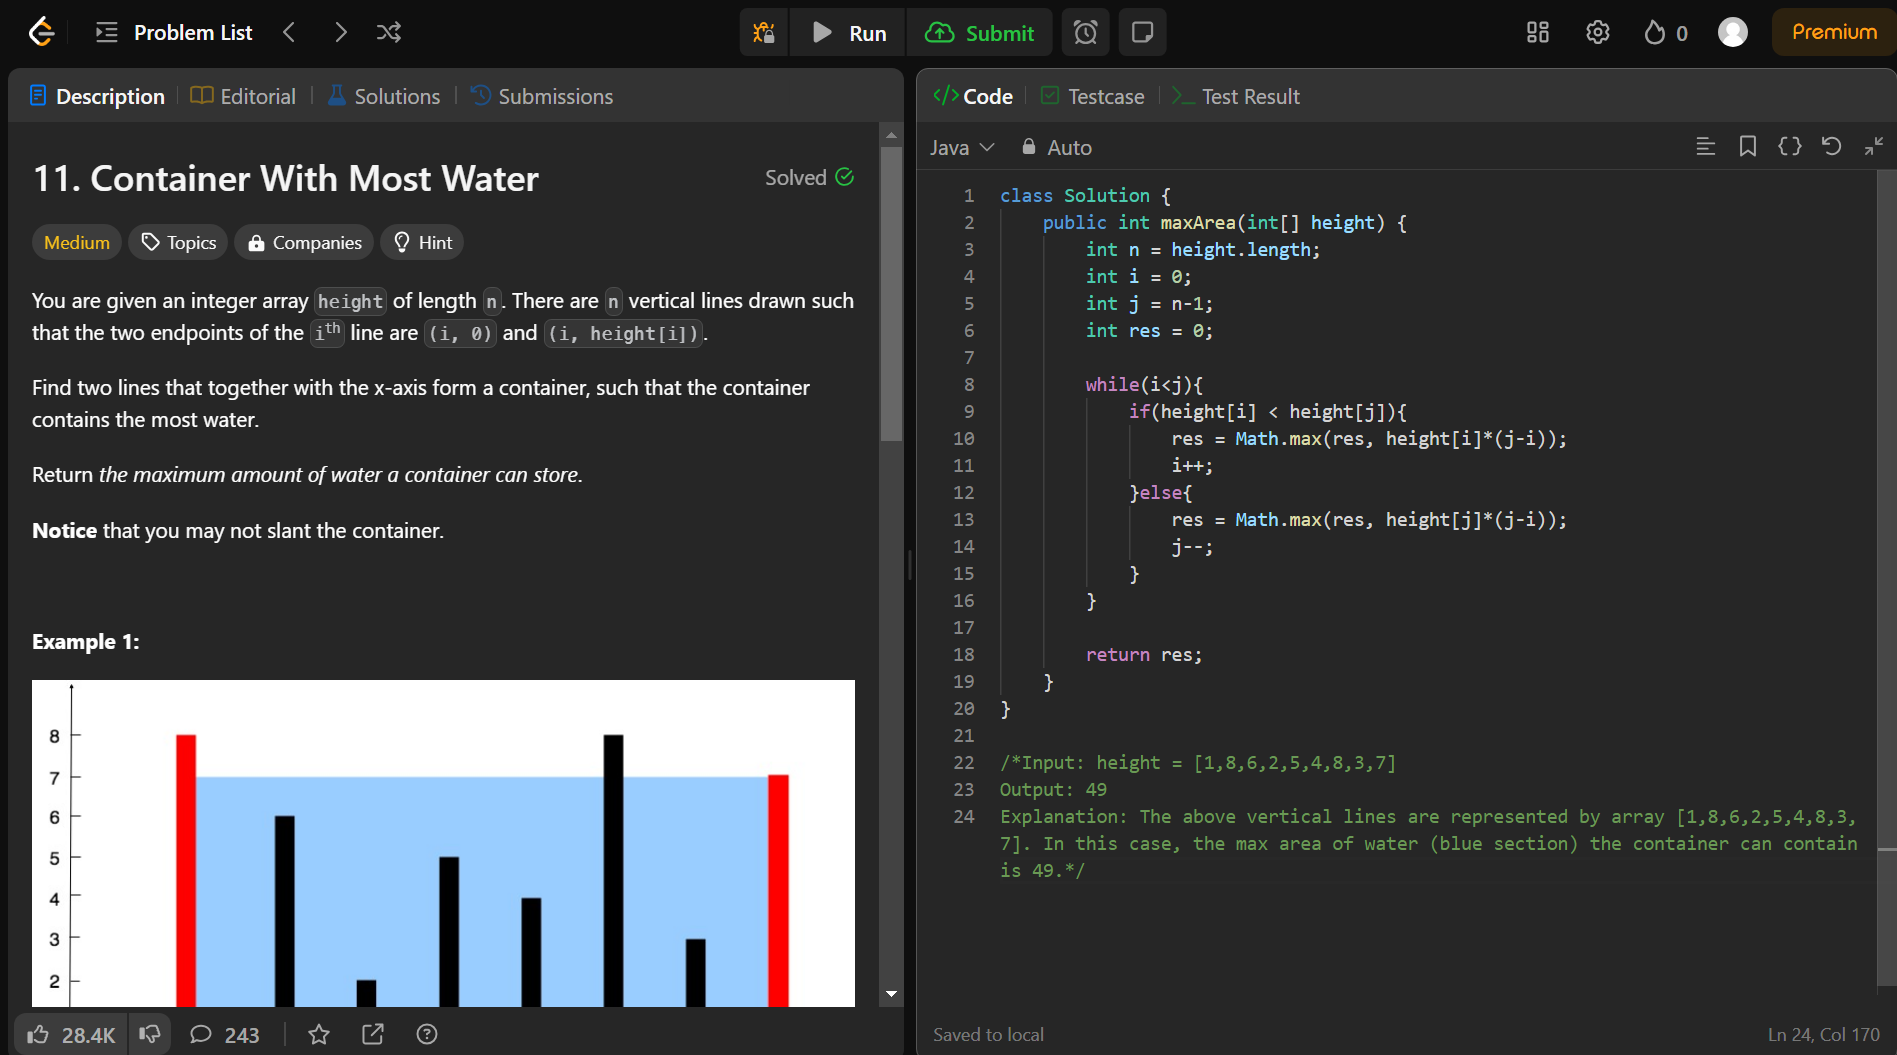 Problem List
Run
Submit
0
Premium
Description
Editorial
Solutions
Submissions
11. Container With Most Water
Solved
Medium
Topics
Companies
Hint
You are given an integer array height of length n. There are n vertical lines drawn such
that the two endpoints of the ith line are (i, 0) and (i, height[i]).
Find two lines that together with the x-axis form a container, such that the container
contains the most water.
Return the maximum amount of water a container can store.
Notice that you may not slant the container.
Example 1:
8
7
6
5
4
3
2
28.4K
243
Code
Testcase
Test Result
Java
Auto
1 class Solution {
2     public int maxArea(int[] height) {
3         int n = height.length;
4         int i = 0;
5         int j = n-1;
6         int res = 0;
7
8         while(i<j){
9             if(height[i] < height[j]){
10                 res = Math.max(res, height[i]*(j-i));
11                 i++;
12             }else{
13                 res = Math.max(res, height[j]*(j-i));
14                 j--;
15             }
16         }
17
18         return res;
19     }
20 }
21
22 /*Input: height = [1,8,6,2,5,4,8,3,7]
23 Output: 49
24 Explanation: The above vertical lines are represented by array [1,8,6,2,5,4,8,3,
7]. In this case, the max area of water (blue section) the container can contain
is 49.*/
Saved to local
Ln 24, Col 170